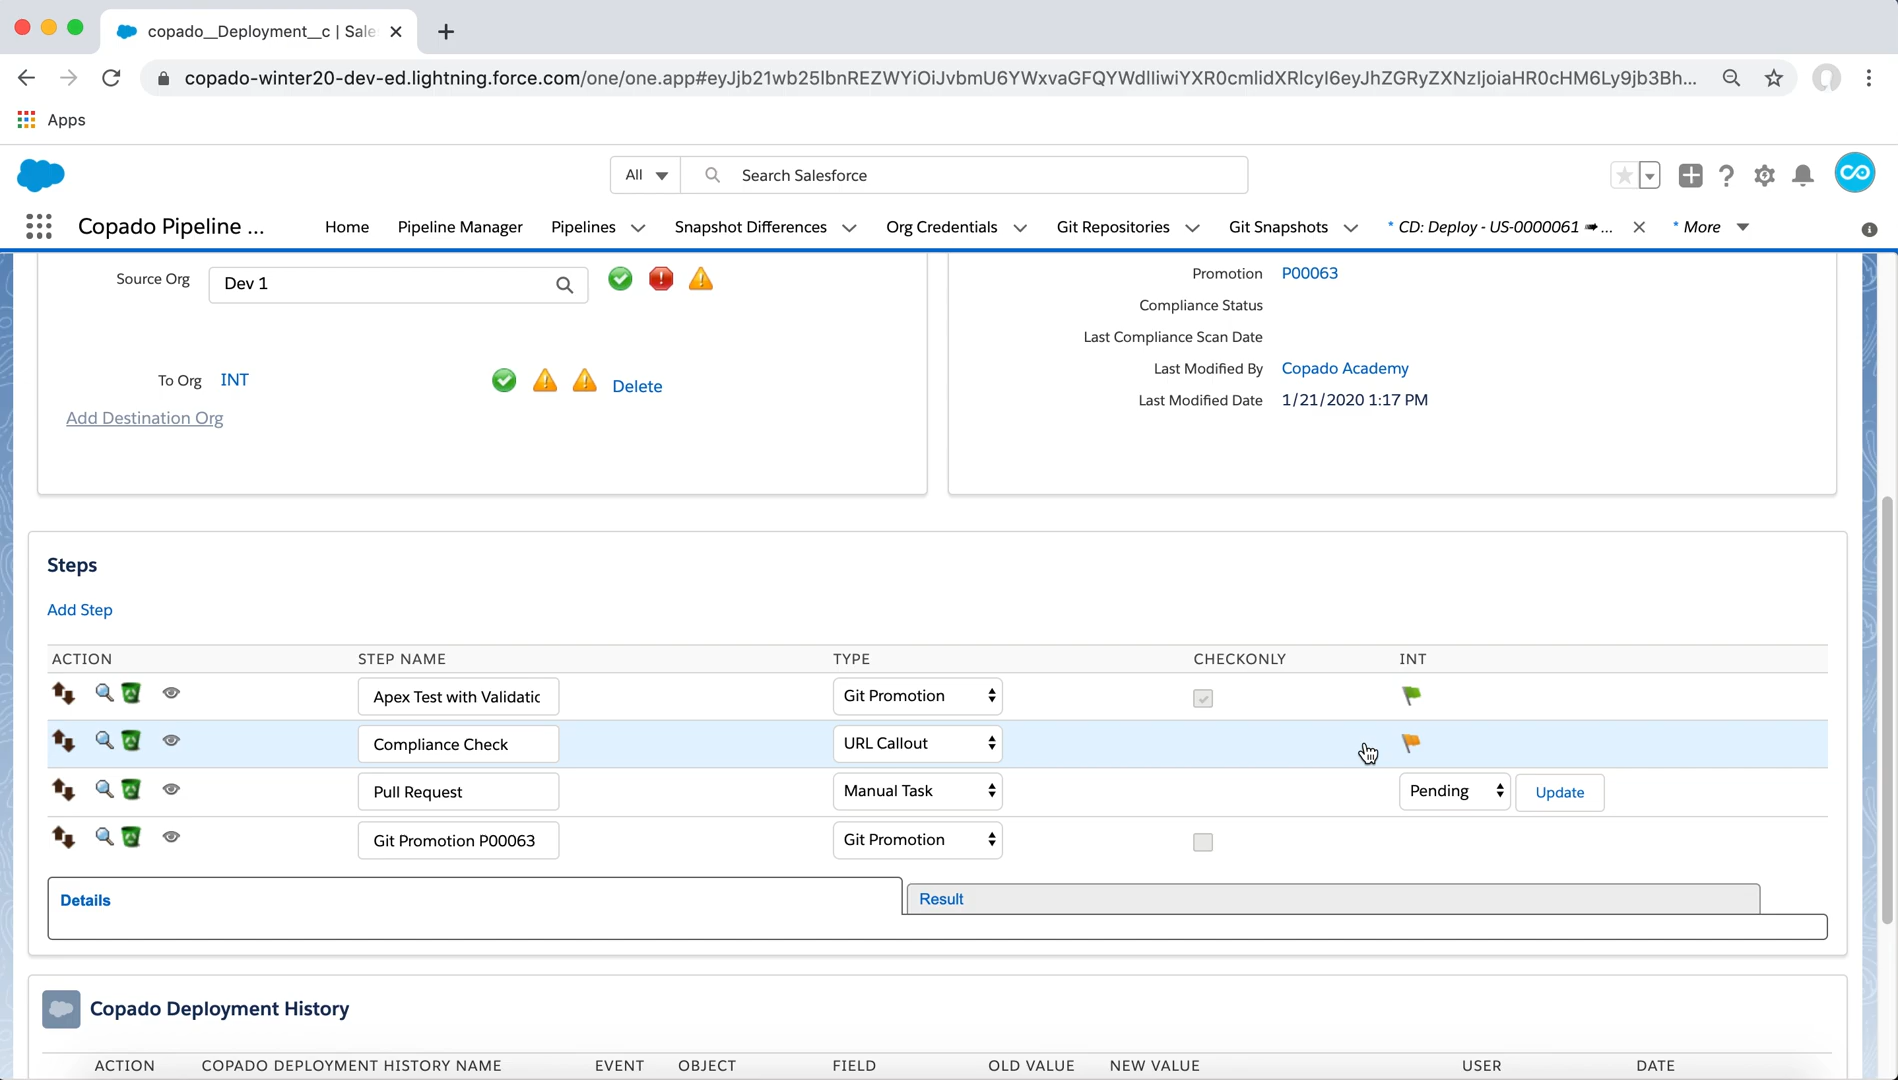 copado__Deployment__c | Sale
copado-winter20-dev-ed.lightning.force.com/one/one.app#eyJjb21wb25lbnREZWYiOiJvbmU6YWxvaGFQYWdlIiwiYXR0cmlidXRlcyI6eyJhZGRyZXNzIjoiaHR0cHM6Ly9jb3Bh...
Apps
All Search Salesforce
Copado Pipeline ... Home Pipeline Manager Pipelines Snapshot Differences Org Credentials Git Repositories Git Snapshots * CD: Deploy - US-0000061 ➠ ... * More
Source Org Dev 1
To Org INT Delete
Add Destination Org
Promotion P00063
Compliance Status
Last Compliance Scan Date
Last Modified By Copado Academy
Last Modified Date 1/21/2020 1:17 PM
Steps
Add Step
ACTION STEP NAME TYPE CHECKONLY INT
Apex Test with Validatic Git Promotion
Compliance Check URL Callout
Pull Request Manual Task Pending Update
Git Promotion P00063 Git Promotion
Details Result
Copado Deployment History
ACTION COPADO DEPLOYMENT HISTORY NAME EVENT OBJECT FIELD OLD VALUE NEW VALUE USER DATE